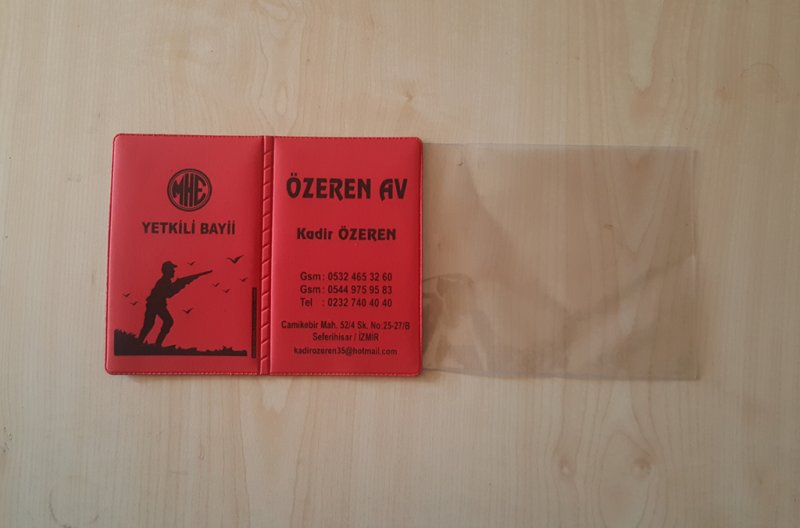 MKE
YETKİLİ BAYİİ
ÖZEREN AV
Kadir ÖZEREN
Gsm : 0532 465 32 60
Gsm : 0544 975 95 83
Tel : 0232 740 40 40
Camikebir Mah. 52/4 Sk. No:25-27/B
Seferihisar / İZMİR
kadirozeren35@hotmail.com